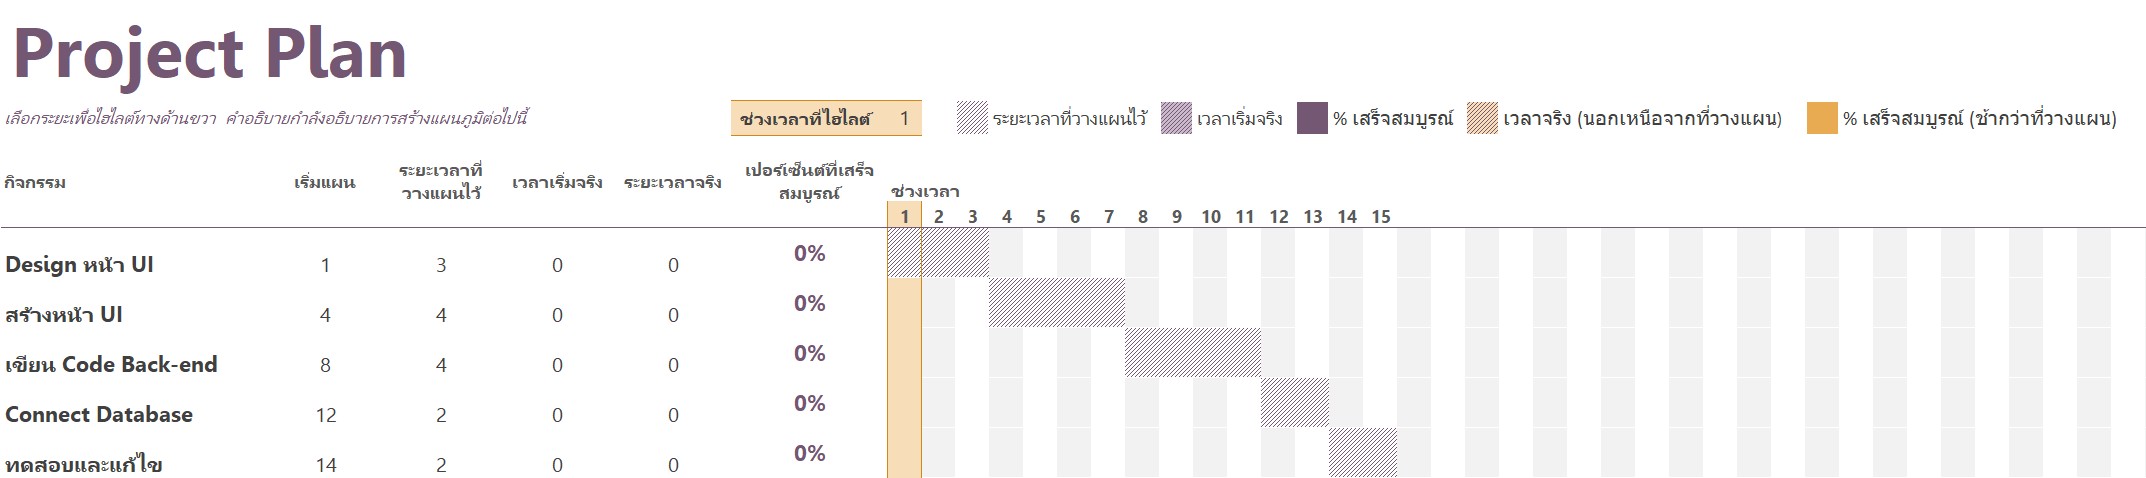 Project Plan
เลือกระยะเพื่อไฮไลต์ทางด้านขวา คำอธิบายกำลังอธิบายการสร้างแผนภูมิต่อไปนี้
ช่วงเวลาที่ไฮไลต์ 1
ระยะเวลาที่วางแผนไว้ เวลาเริ่มจริง % เสร็จสมบูรณ์ เวลาจริง (นอกเหนือจากที่วางแผน) % เสร็จสมบูรณ์ (ช้ากว่าที่วางแผน)
กิจกรรม เริ่มแผน ระยะเวลาที่วางแผนไว้ เวลาเริ่มจริง ระยะเวลาจริง เปอร์เซ็นต์ที่เสร็จสมบูรณ์ ช่วงเวลา
1 2 3 4 5 6 7 8 9 10 11 12 13 14 15
Design หน้า UI 1 3 0 0 0%
สร้างหน้า UI 4 4 0 0 0%
เขียน Code Back-end 8 4 0 0 0%
Connect Database 12 2 0 0 0%
ทดสอบและแก้ไข 14 2 0 0 0%